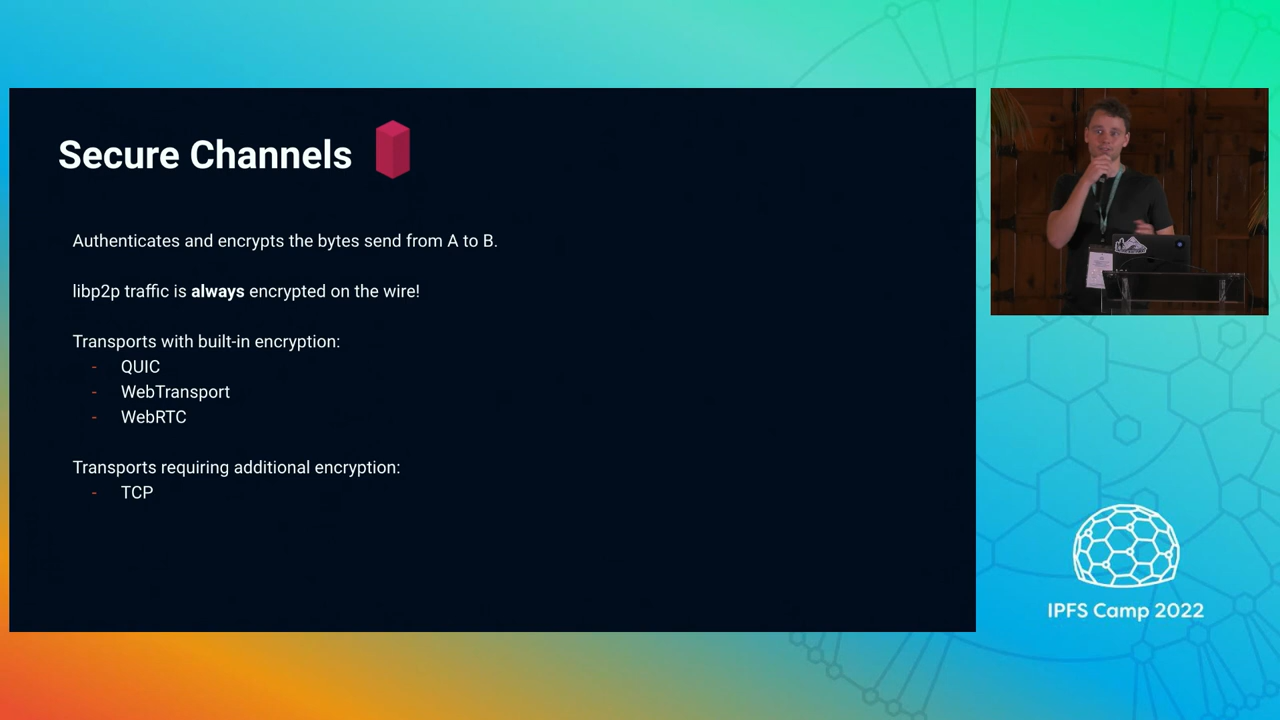 Secure Channels
Authenticates and encrypts the bytes send from A to B.
libp2p traffic is always encrypted on the wire!
Transports with built-in encryption:
- QUIC
- WebTransport
- WebRTC
Transports requiring additional encryption:
- TCP
IPFS Camp 2022